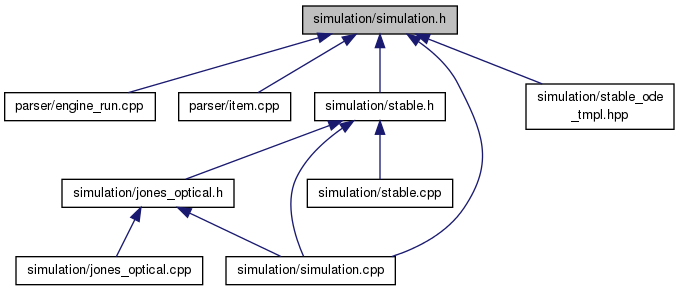 simulation/simulation.h
parser/engine_run.cpp
parser/item.cpp
simulation/stable.h
simulation/stable_ode
_tmpl.hpp
simulation/jones_optical.h
simulation/stable.cpp
simulation/jones_optical.cpp
simulation/simulation.cpp